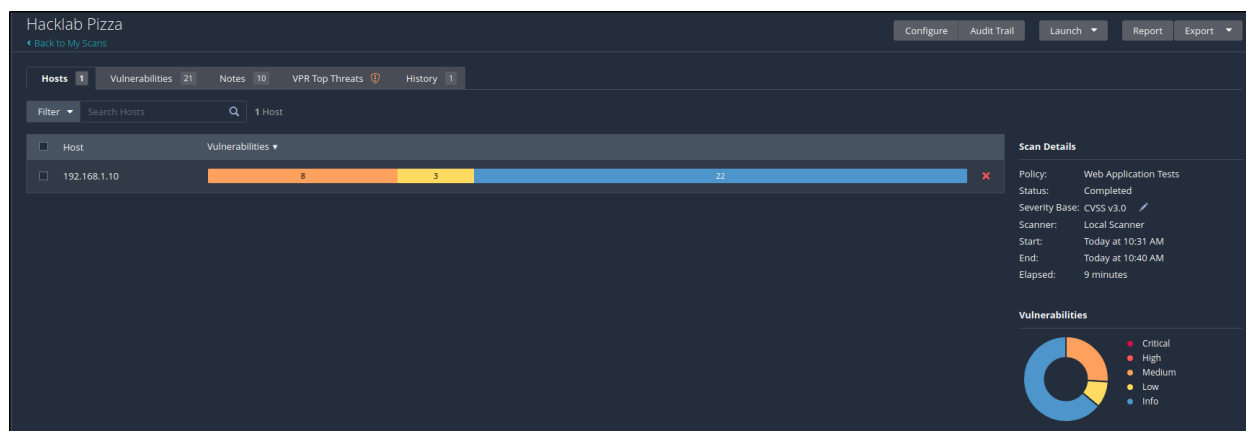 Hacklab Pizza
Back to My Scans
Configure Audit Trail Launch Report Export
Hosts 1 Vulnerabilities 21 Notes 10 VPR Top Threats History 1
Filter Search Hosts 1 Host
Host Vulnerabilities
192.168.1.10 8 3 22
Scan Details
Policy: Web Application Tests
Status: Completed
Severity Base: CVSS v3.0
Scanner: Local Scanner
Start: Today at 10:31 AM
End: Today at 10:40 AM
Elapsed: 9 minutes
Vulnerabilities
Critical
High
Medium
Low
Info